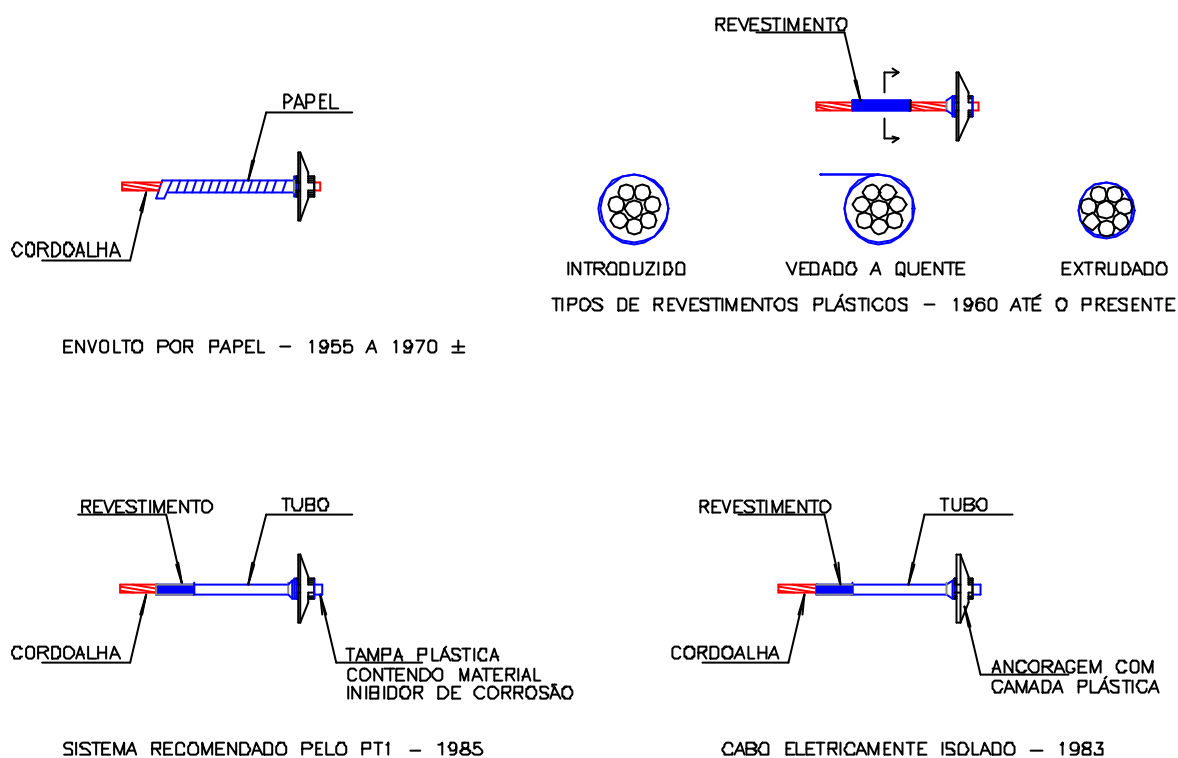 PAPEL
CORDOALHA
ENVOLTO POR PAPEL – 1955 A 1970 ±
REVESTIMENTO
INTRODUZIDO
VEDADO A QUENTE
EXTRUDADO
TIPOS DE REVESTIMENTOS PLÁSTICOS – 1960 ATÉ O PRESENTE
REVESTIMENTO
TUBO
CORDOALHA
TAMPA PLÁSTICA
CONTENDO MATERIAL
INIBIDOR DE CORROSÃO
SISTEMA RECOMENDADO PELO PT1 – 1985
REVESTIMENTO
TUBO
CORDOALHA
ANCORAGEM COM
CAMADA PLÁSTICA
CABO ELETRICAMENTE ISOLADO – 1983